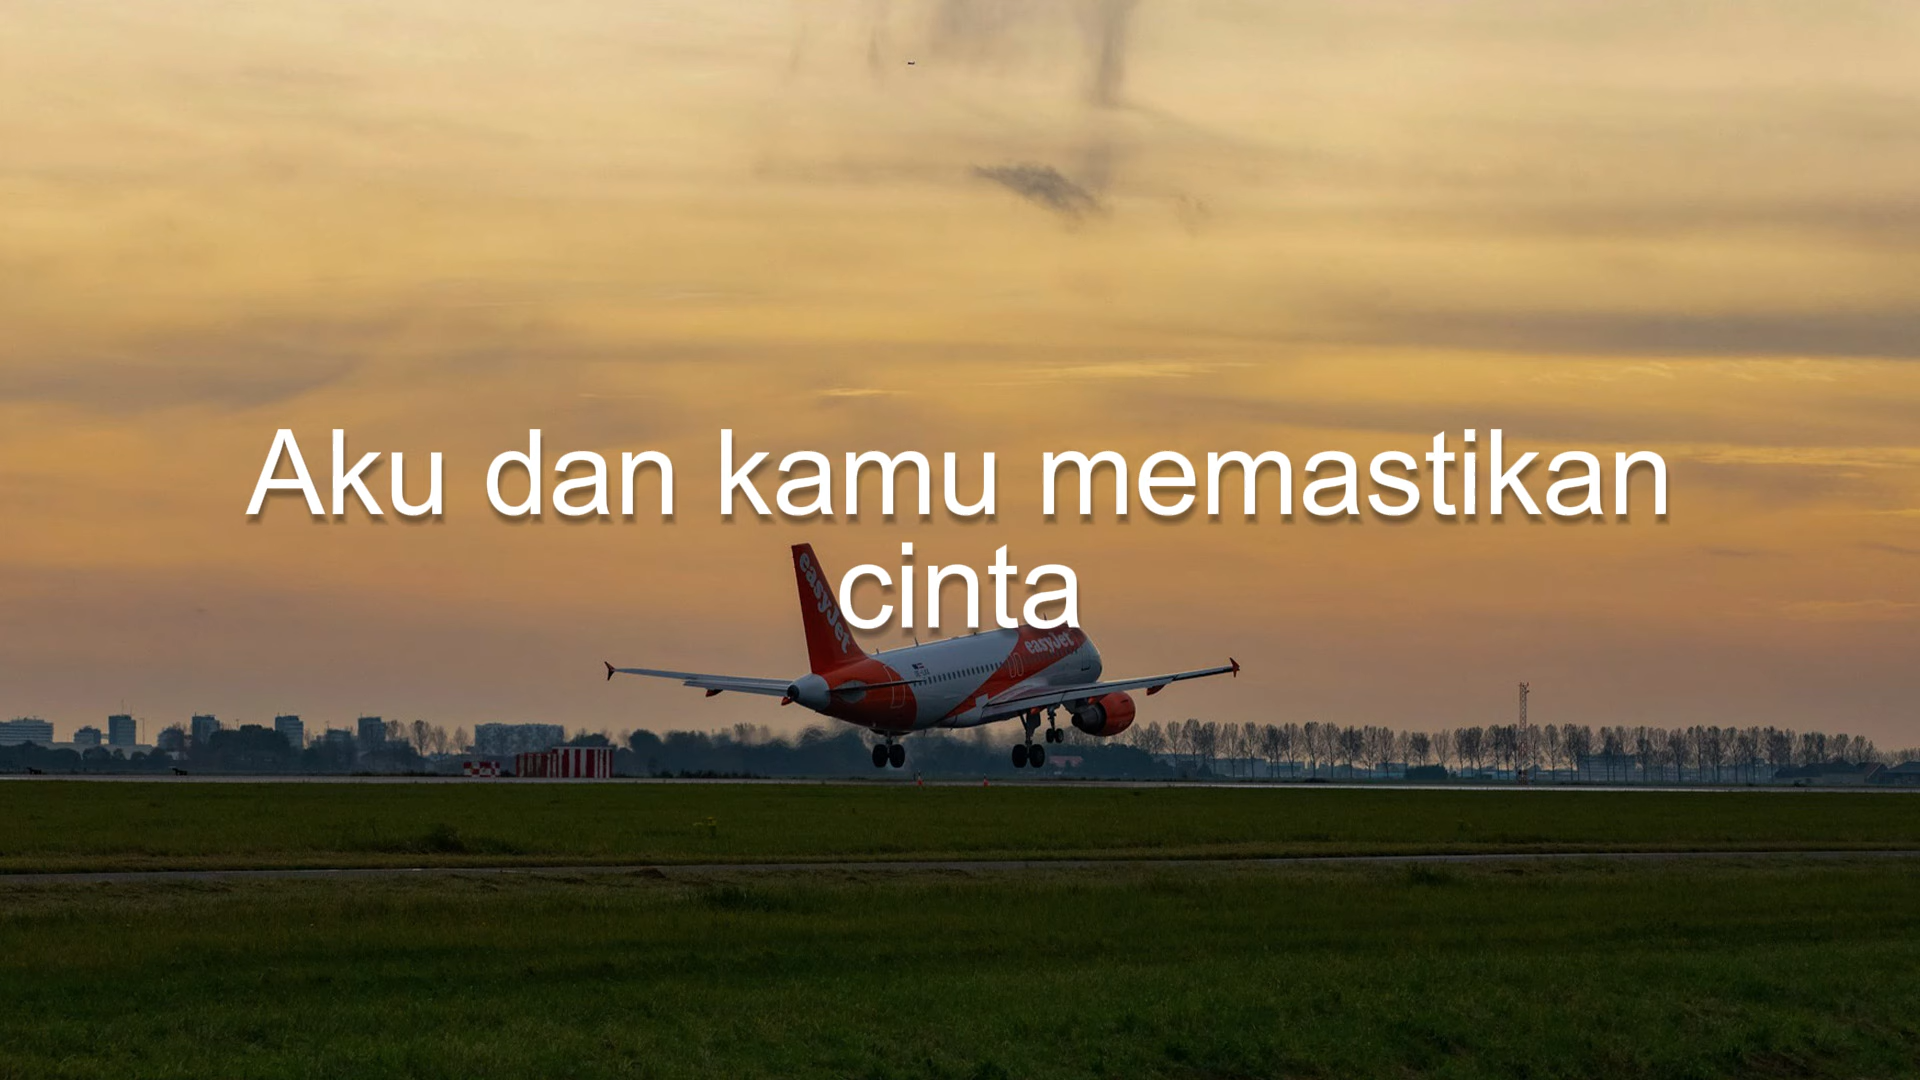 Aku dan kamu memastikan
cinta
easyJet
easyJet